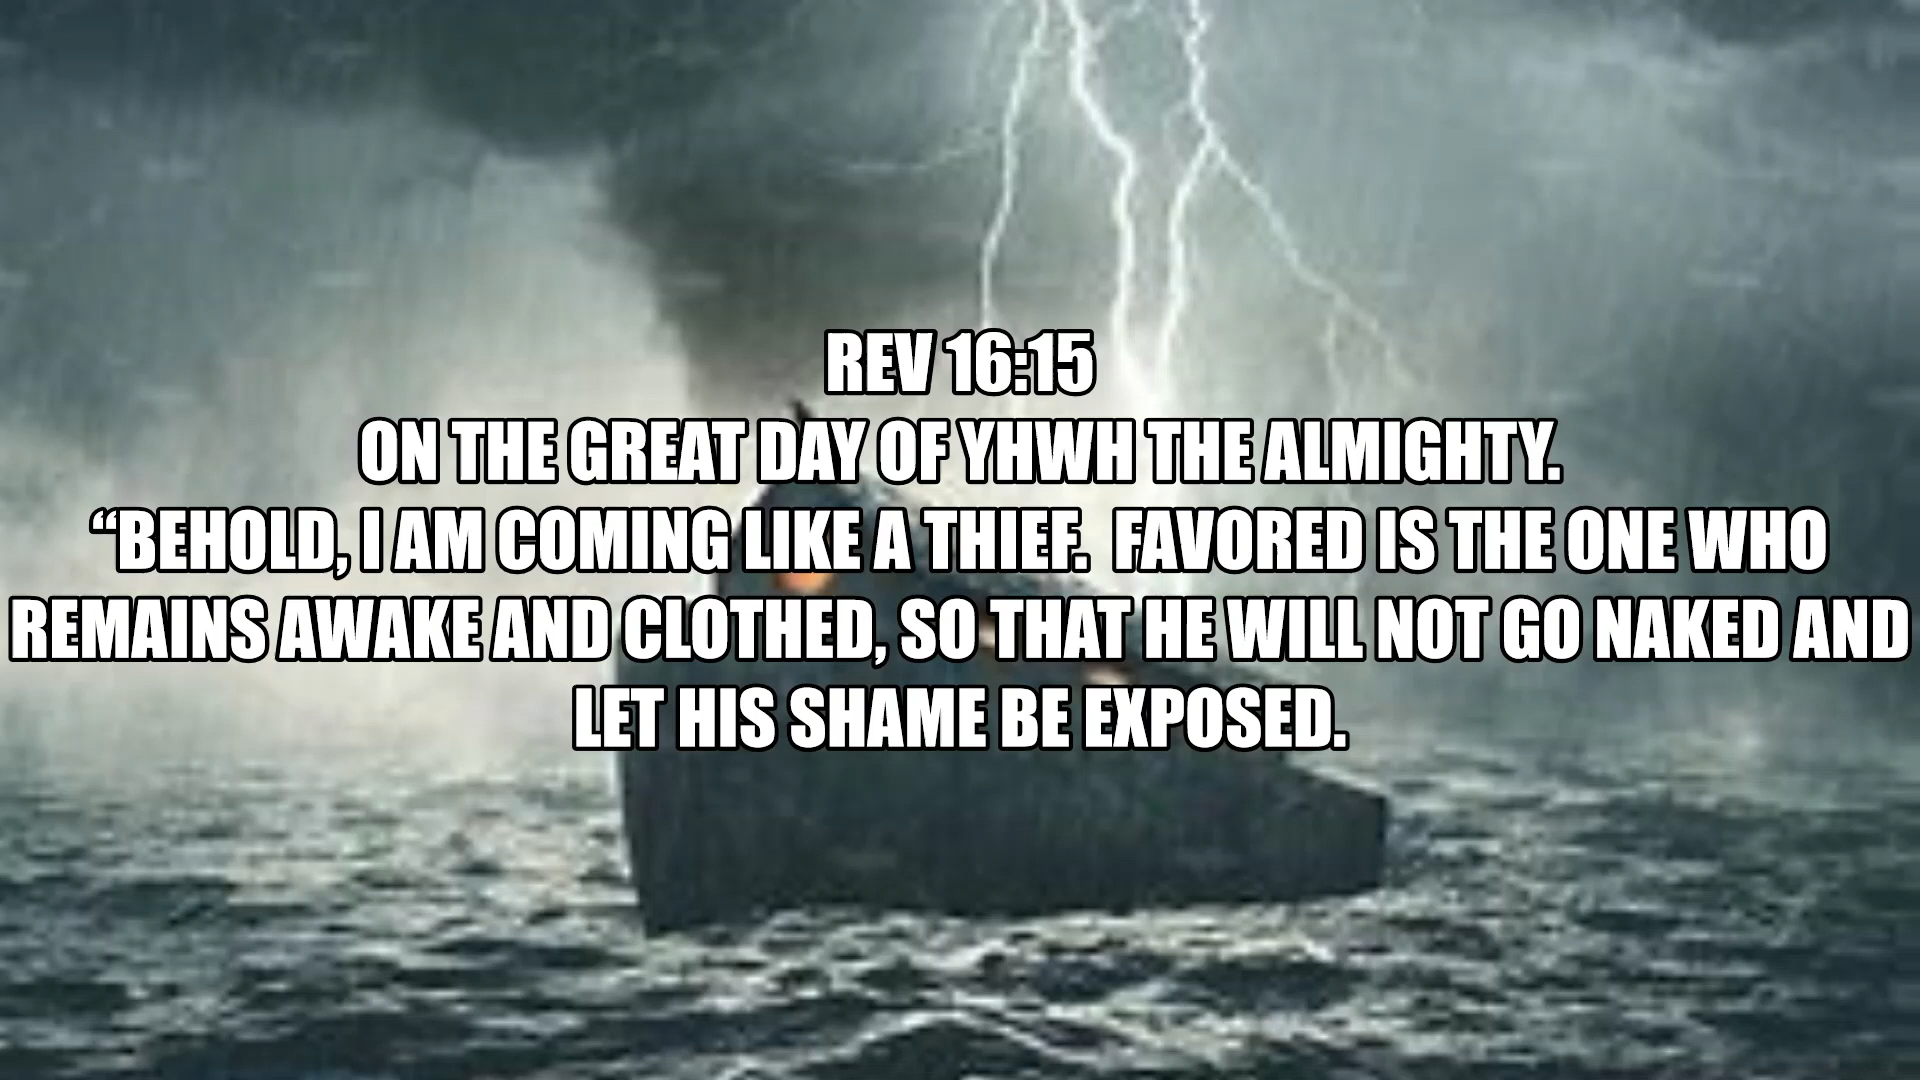 REV 16:15
ON THE GREAT DAY OF YHWH THE ALMIGHTY.
“BEHOLD, I AM COMING LIKE A THIEF.  FAVORED IS THE ONE WHO
REMAINS AWAKE AND CLOTHED, SO THAT HE WILL NOT GO NAKED AND
LET HIS SHAME BE EXPOSED.